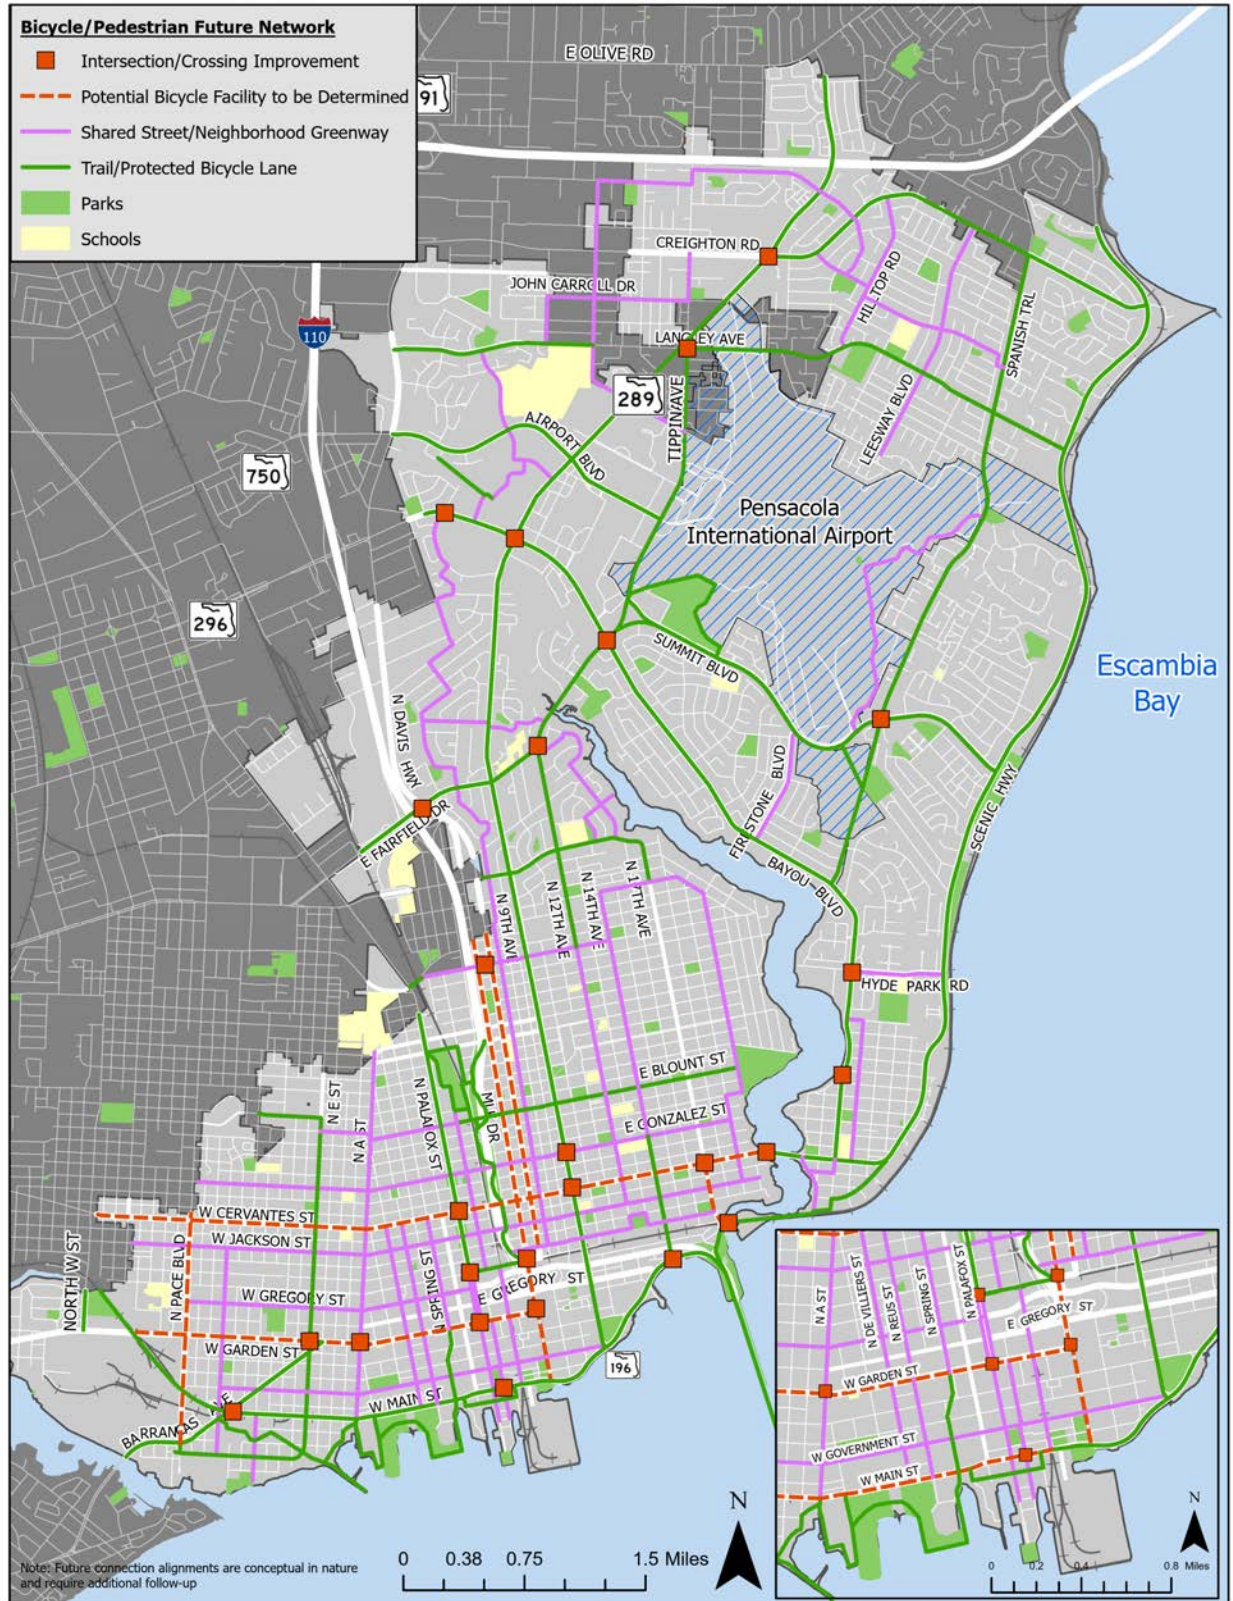 Bicycle/Pedestrian Future Network
Intersection/Crossing Improvement
Potential Bicycle Facility to be Determined
Shared Street/Neighborhood Greenway
Trail/Protected Bicycle Lane
Parks
Schools
E OLIVE RD
91
CREIGHTON RD
JOHN CARROLL DR
HILLTOP RD
SPANISH TRL
110
LANGLEY AVE
289
TIPPIN AVE
LEESWAY BLVD
AIRPORT BLVD
750
Pensacola
International Airport
296
SUMMIT BLVD
Escambia
Bay
N DAVIS HWY
FIRESTONE BLVD
SCENIC HWY
E FAIRFIELD DR
BAYOU BLVD
N 9TH AVE
N 12TH AVE
N 14TH AVE
N 17TH AVE
HYDE PARK RD
N E ST
N A ST
N PALAFOX ST
MLK DR
E BLOUNT ST
E GONZALEZ ST
W CERVANTES ST
W JACKSON ST
NORTH W ST
N PACE BLVD
W GREGORY ST
N SPRING ST
E GREGORY ST
W GARDEN ST
196
W MAIN ST
BARRANCAS AVE
N A ST
N DE VILLIERS ST
N REUS ST
N SPRING ST
N PALAFOX ST
E GREGORY ST
W GARDEN ST
W GOVERNMENT ST
W MAIN ST
N
0 0.2 0.4 0.8 Miles
N
0 0.38 0.75 1.5 Miles
Note: Future connection alignments are conceptual in nature
and require additional follow-up